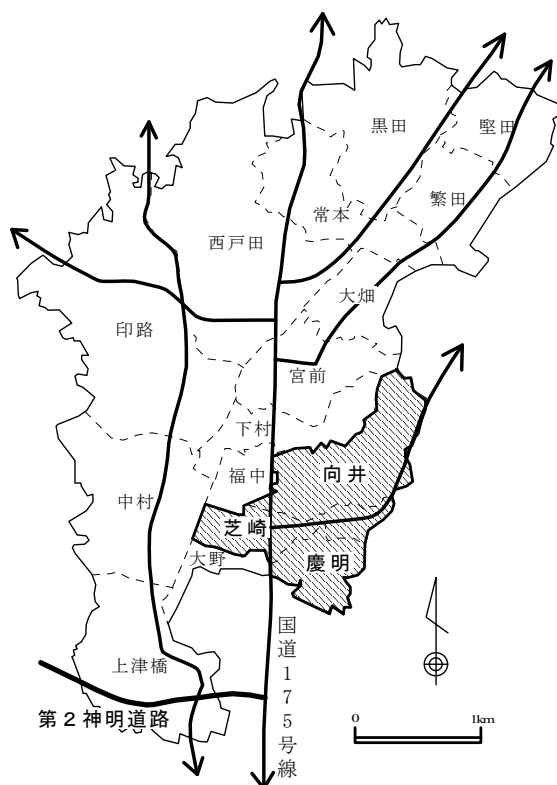 黒田
堅田
繁田
常本
西戸田
大畑
印路
宮前
下村
向井
福中
中村
芝崎
大野
慶明
国道175号線
上津橋
第2神明道路
0 1km